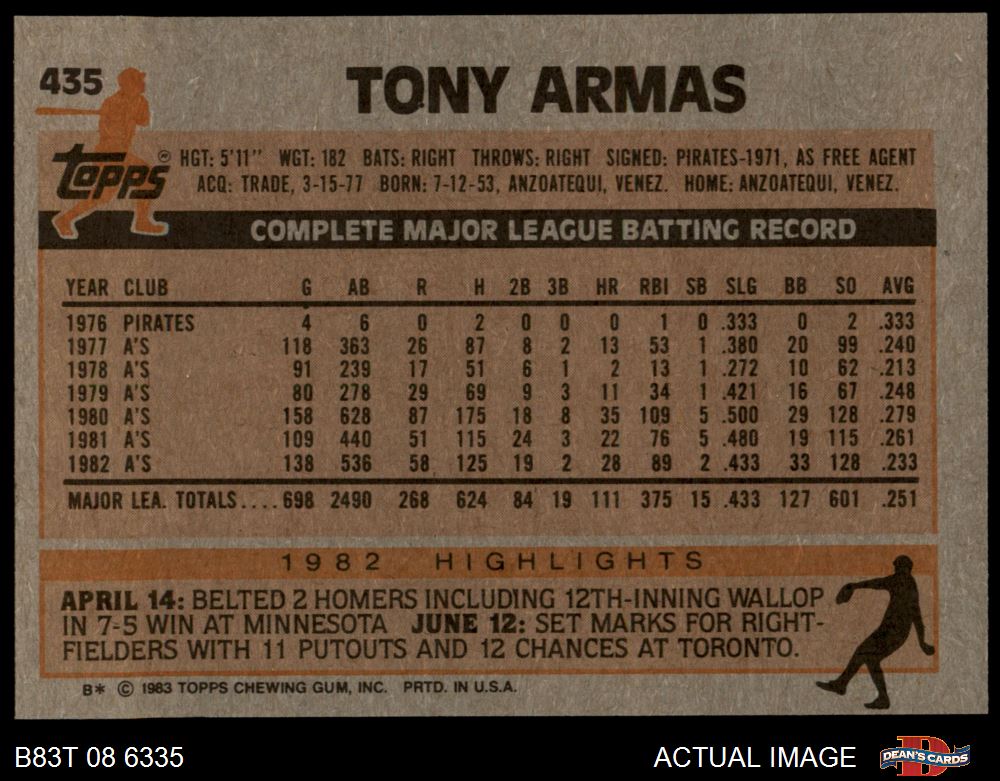 435
TONY ARMAS
Topps ®
HGT: 5'11" WGT: 182 BATS: RIGHT THROWS: RIGHT SIGNED: PIRATES-1971, AS FREE AGENT
ACQ: TRADE, 3-15-77 BORN: 7-12-53, ANZOATEQUI, VENEZ. HOME: ANZOATEQUI, VENEZ.
COMPLETE MAJOR LEAGUE BATTING RECORD
YEAR CLUB G AB R H 2B 3B HR RBI SB SLG BB SO AVG
1976 PIRATES 4 6 0 2 0 0 0 1 0 .333 0 2 .333
1977 A'S 118 363 26 87 8 2 13 53 1 .380 20 99 .240
1978 A'S 91 239 17 51 6 1 2 13 1 .272 10 62 .213
1979 A'S 80 278 29 69 9 3 11 34 1 .421 16 67 .248
1980 A'S 158 628 87 175 18 8 35 109 5 .500 29 128 .279
1981 A'S 109 440 51 115 24 3 22 76 5 .480 19 115 .261
1982 A'S 138 536 58 125 19 2 28 89 2 .433 33 128 .233
MAJOR LEA. TOTALS.... 698 2490 268 624 84 19 111 375 15 .433 127 601 .251
1982 HIGHLIGHTS
APRIL 14: BELTED 2 HOMERS INCLUDING 12TH-INNING WALLOP
IN 7-5 WIN AT MINNESOTA JUNE 12: SET MARKS FOR RIGHT-
FIELDERS WITH 11 PUTOUTS AND 12 CHANCES AT TORONTO.
B* © 1983 TOPPS CHEWING GUM, INC. PRTD. IN U.S.A.
B83T 08 6335
ACTUAL IMAGE
DEAN'S CARDS